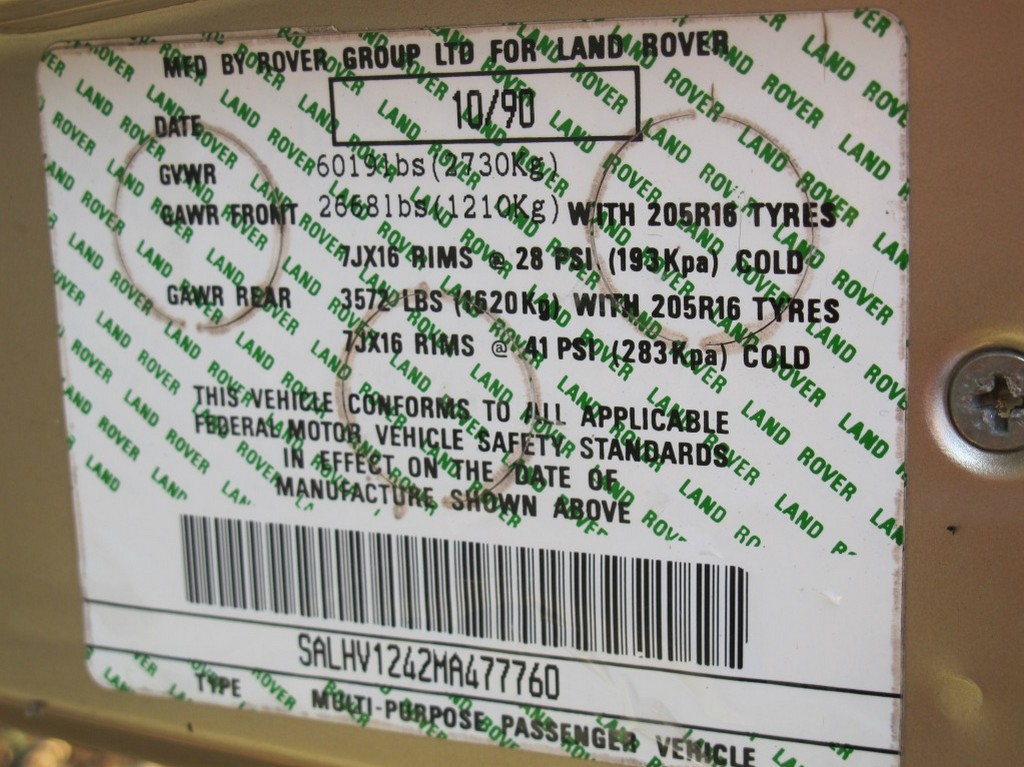 MFD BY ROVER GROUP LTD FOR LAND ROVER
DATE 10/90
GVWR 6019lbs(2730Kg)
GAWR FRONT 2668lbs(1210Kg) WITH 205R16 TYRES
7JX16 RIMS @ 28 PSI (193Kpa) COLD
GAWR REAR 3572 LBS (1620Kg) WITH 205R16 TYRES
7JX16 RIMS @ 41 PSI (283Kpa) COLD
THIS VEHICLE CONFORMS TO ALL APPLICABLE
FEDERAL MOTOR VEHICLE SAFETY STANDARDS
IN EFFECT ON THE DATE OF
MANUFACTURE SHOWN ABOVE
SALHV1242MA477760
TYPE MULTI-PURPOSE PASSENGER VEHICLE